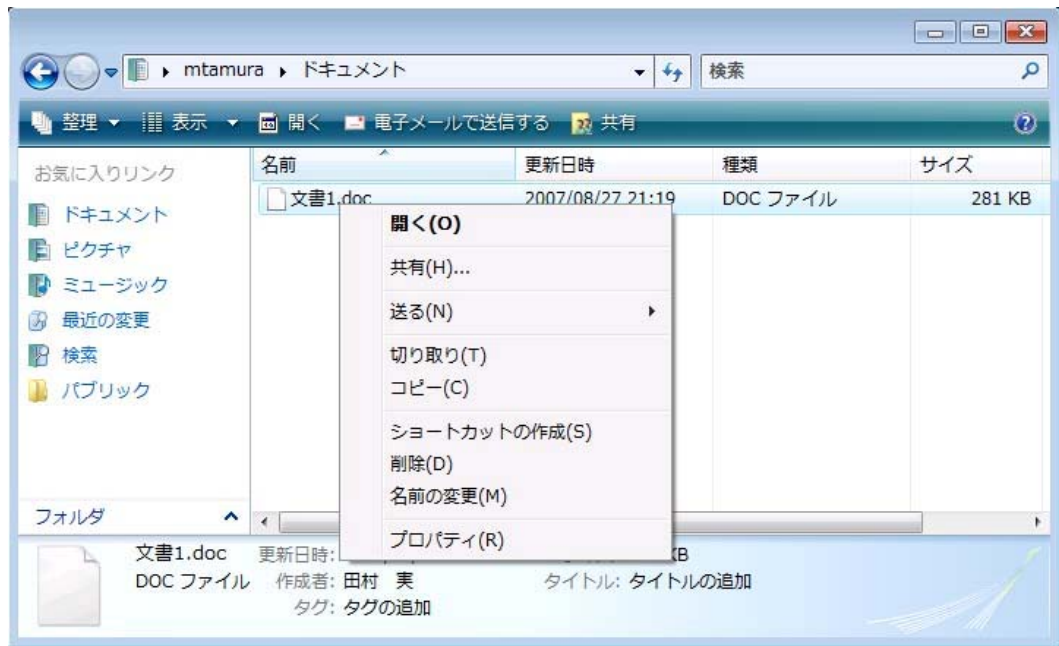 mtamura ▸ ドキュメント 検索
整理 表示 開く 電子メールで送信する 共有
お気に入りリンク
ドキュメント
ピクチャ
ミュージック
最近の変更
検索
パブリック
フォルダ
名前 更新日時 種類 サイズ
文書1.doc 2007/08/27 21:19 DOC ファイル 281 KB
開く(O)
共有(H)...
送る(N)
切り取り(T)
コピー(C)
ショートカットの作成(S)
削除(D)
名前の変更(M)
プロパティ(R)
文書1.doc 更新日時:
DOC ファイル 作成者: 田村 実 タイトル: タイトルの追加
タグ: タグの追加